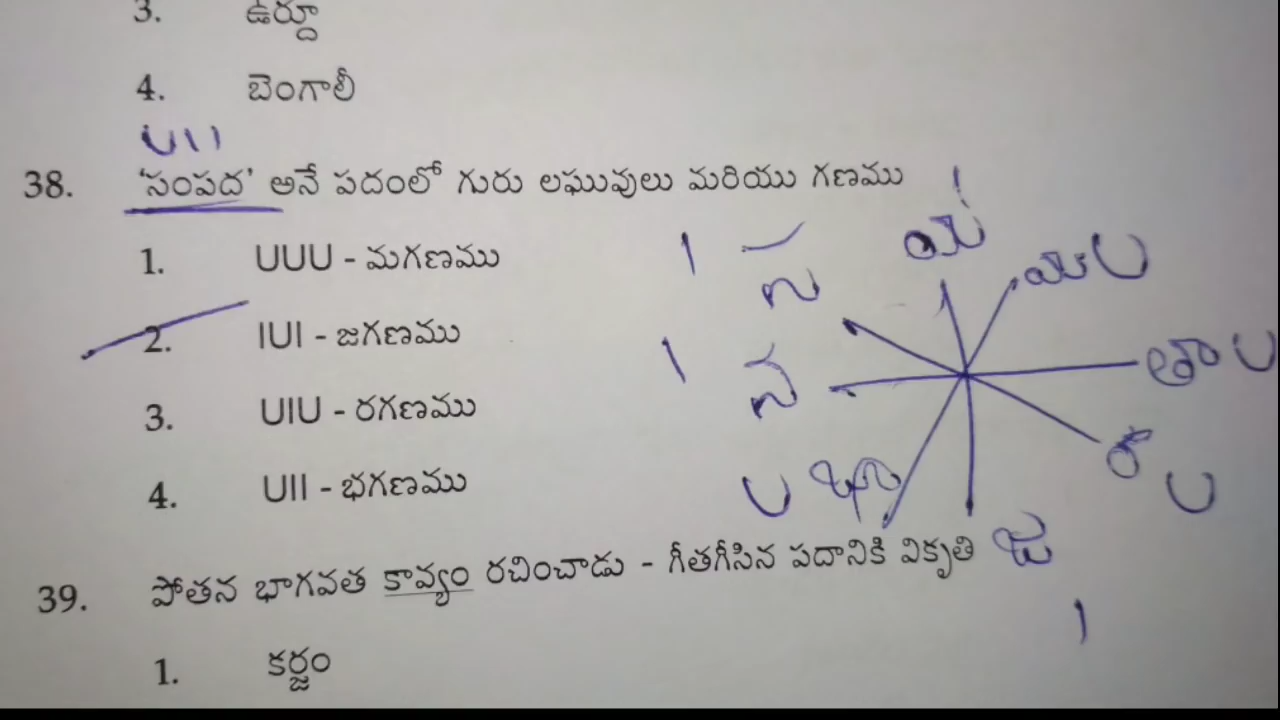 3. ఉర్దూ
4. బెంగాలీ
UII
38. 'సంపద' అనే పదంలో గురు లఘువులు మరియు గణము
1. UUU - మగణము
2. IUI - జగణము
3. UIU - రగణము
4. UII - భగణము
I స య I
మా U
I న తా U
U భా రా U
జ I
39. పోతన భాగవత కావ్యం రచించాడు - గీతగీసిన పదానికి వికృతి
1. కర్జం